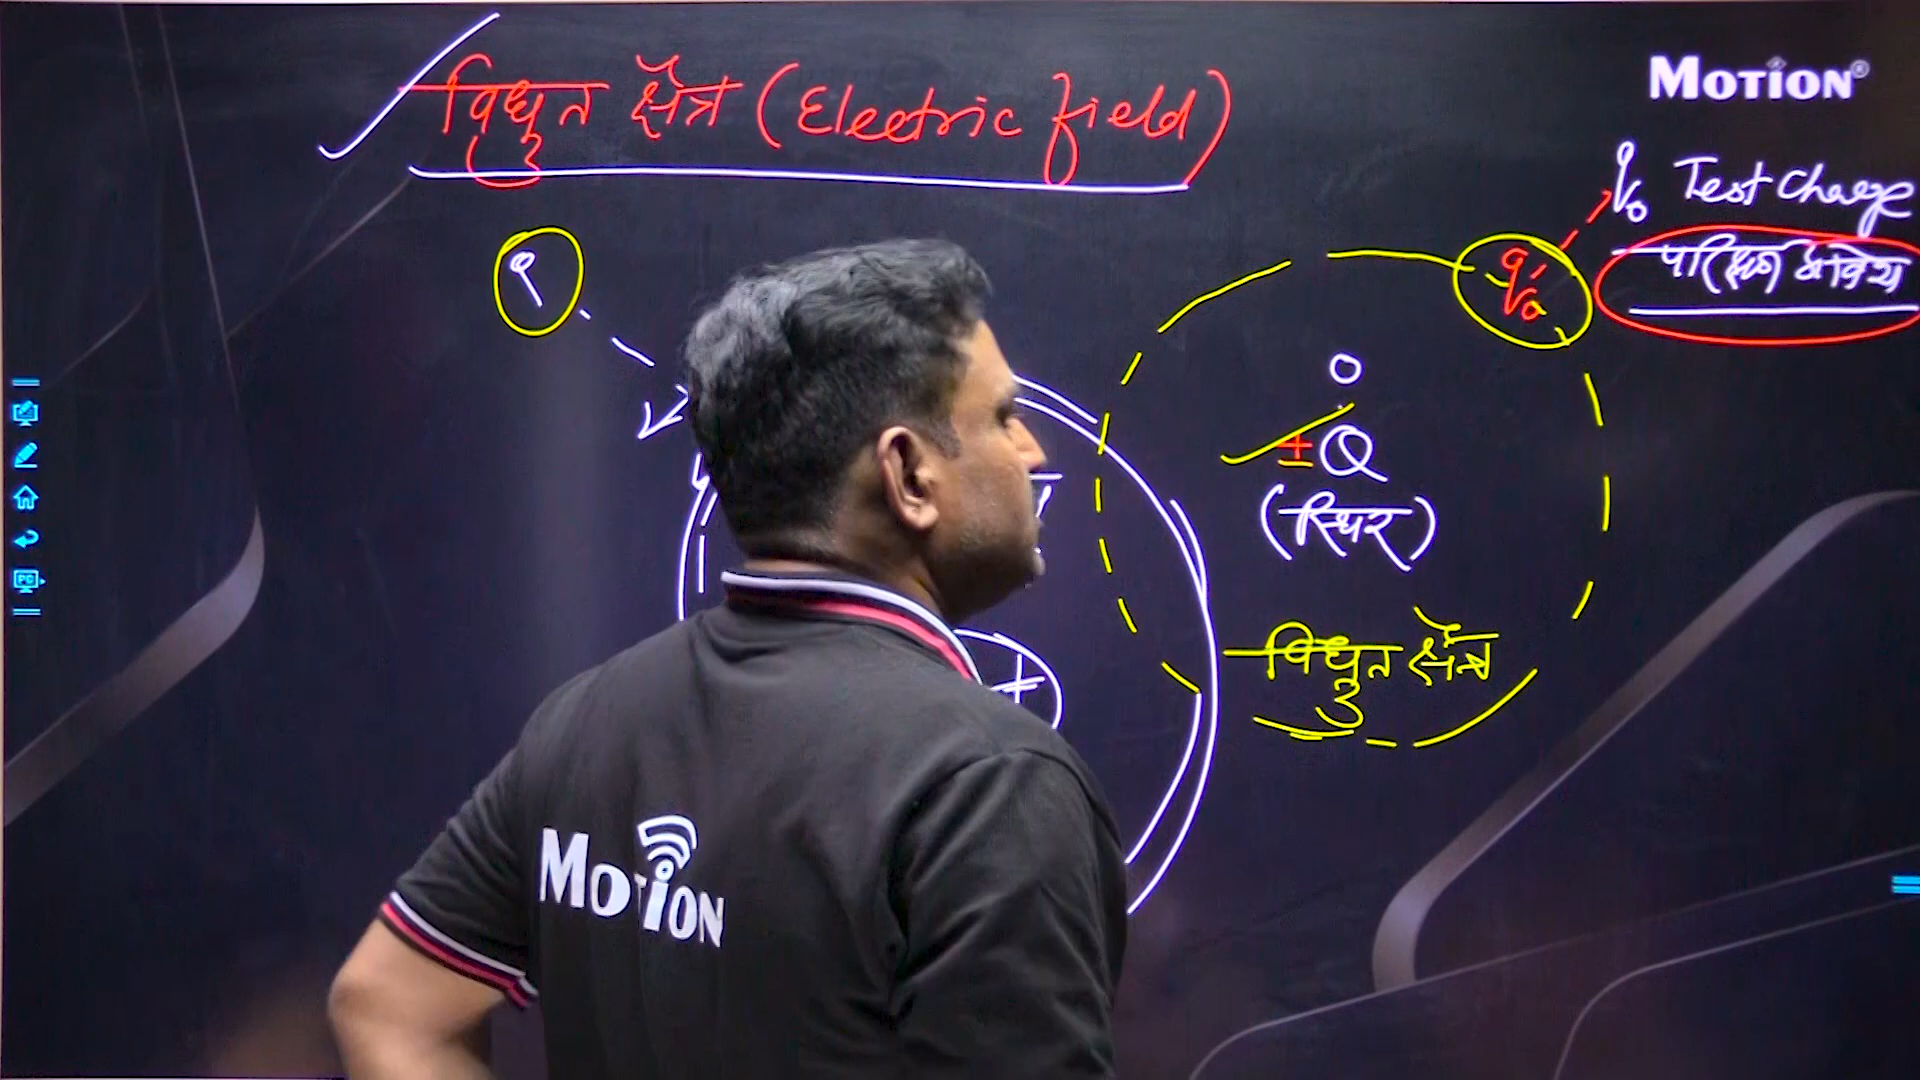 विधुत क्षेत्र (Electric field)
MOTION®
q₀ Test Charge
परिक्षण आवेश
q
q₀
±Q
(स्थिर)
विधुत क्षेत्र
MOTION